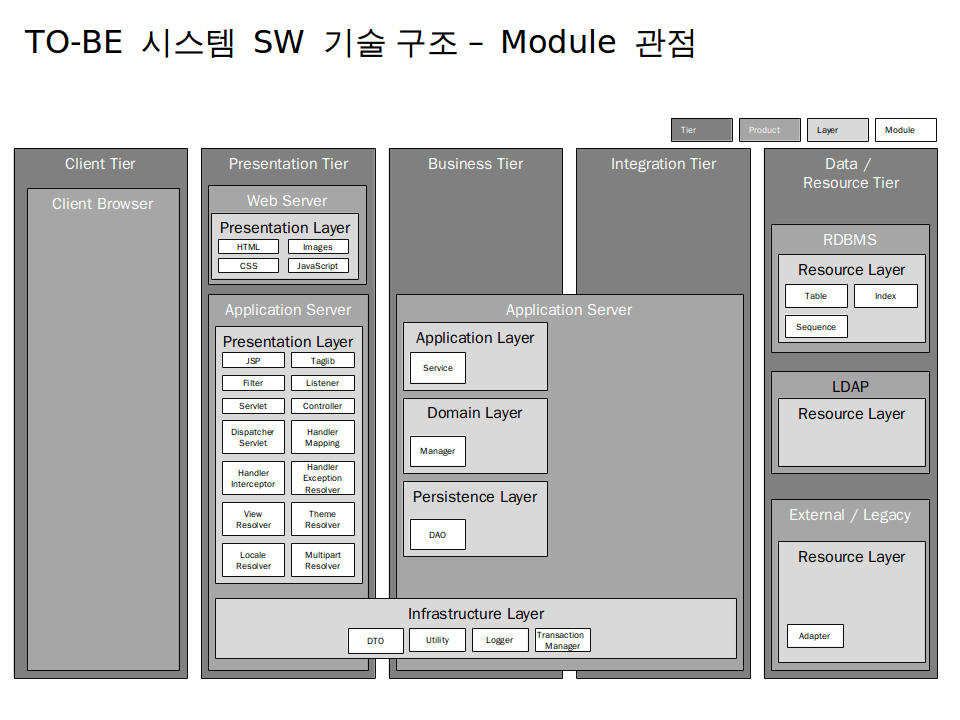 TO-BE 시스템 SW 기술 구조 – Module 관점
Tier
Product
Layer
Module
Client Tier
Client Browser
Presentation Tier
Web Server
Presentation Layer
HTML
Images
CSS
JavaScript
Application Server
Presentation Layer
JSP
Taglib
Filter
Listener
Servlet
Controller
Dispatcher
Servlet
Handler
Mapping
Handler
Interceptor
Handler
Exception
Resolver
View
Resolver
Theme
Resolver
Locale
Resolver
Multipart
Resolver
Business Tier
Integration Tier
Application Server
Application Layer
Service
Domain Layer
Manager
Persistence Layer
DAO
Infrastructure Layer
DTO
Utility
Logger
Transaction
Manager
Data /
Resource Tier
RDBMS
Resource Layer
Table
Index
Sequence
LDAP
Resource Layer
External / Legacy
Resource Layer
Adapter